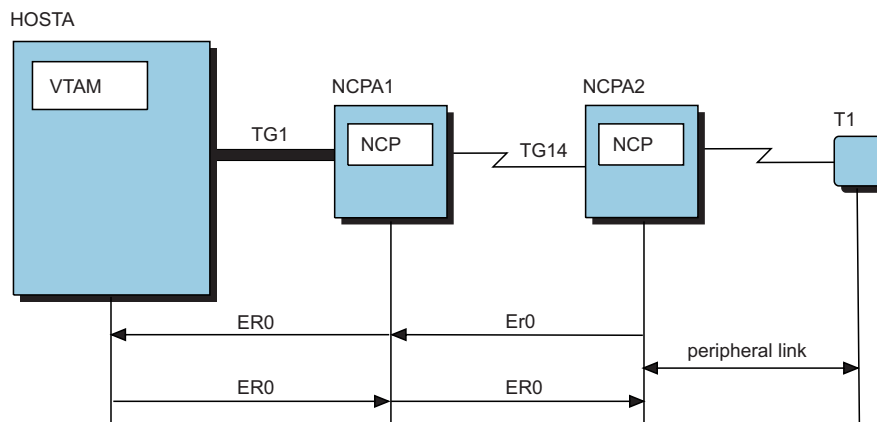 HOSTA
VTAM
NCPA1
NCPA2
T1
TG1
NCP
TG14
NCP
ER0
Er0
peripheral link
ER0
ER0